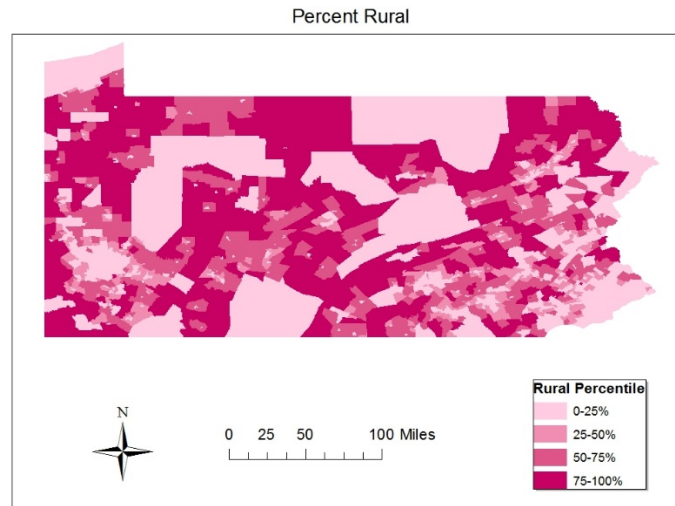 Percent Rural
N
0 25 50 100 Miles
Rural Percentile
0-25%
25-50%
50-75%
75-100%